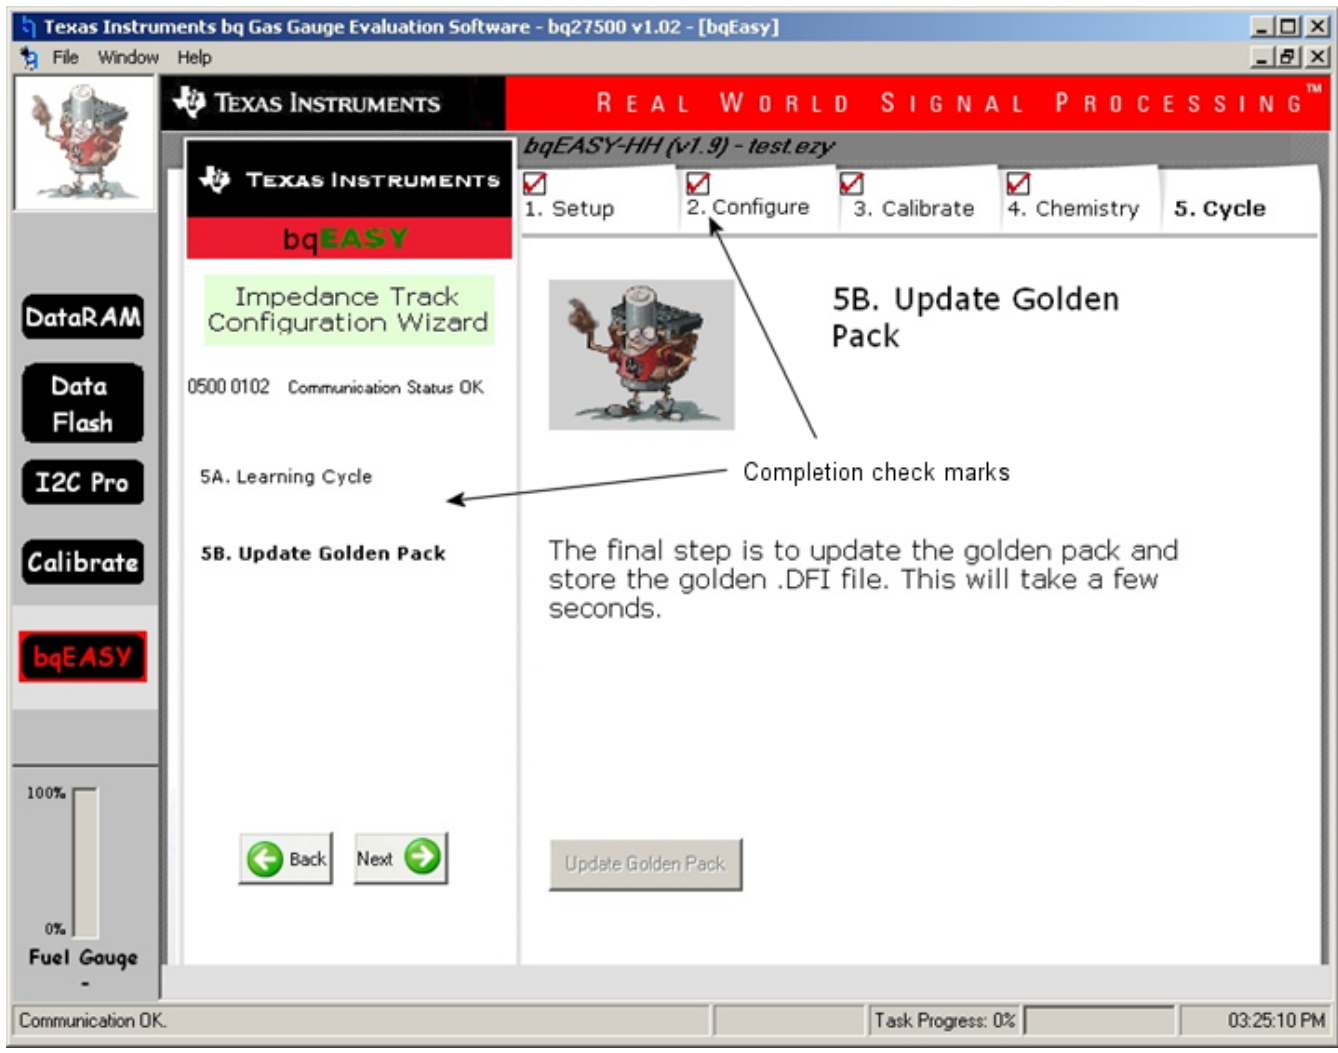 Texas Instruments bq Gas Gauge Evaluation Software - bq27500 v1.02 - [bqEasy]
File Window Help
TEXAS INSTRUMENTS
REAL WORLD SIGNAL PROCESSING™
bqEASY-HH (v1.9) - test.ezy
TEXAS INSTRUMENTS
bqEASY
1. Setup
2. Configure
3. Calibrate
4. Chemistry
5. Cycle
Impedance Track
Configuration Wizard
0500 0102 Communication Status OK
5A. Learning Cycle
5B. Update Golden Pack
Back
Next
DataRAM
Data
Flash
I2C Pro
Calibrate
bqEASY
100%
0%
Fuel Gauge
-
5B. Update Golden
Pack
Completion check marks
The final step is to update the golden pack and
store the golden .DFI file. This will take a few
seconds.
Update Golden Pack
Communication OK.
Task Progress: 0%
03:25:10 PM